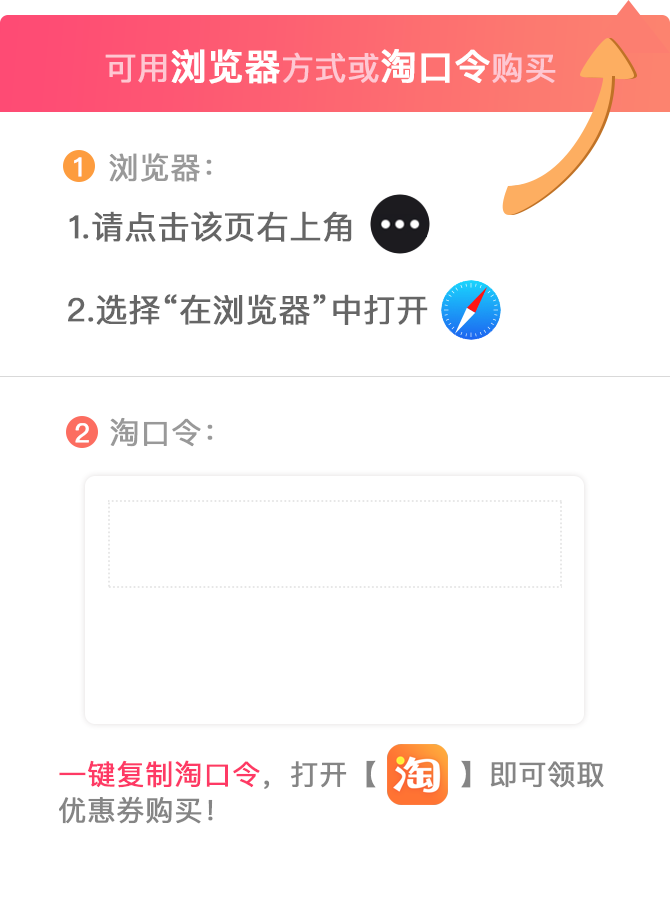 可用浏览器方式或淘口令购买
1 浏览器：
1.请点击该页右上角
2.选择“在浏览器”中打开
2 淘口令：
一键复制淘口令，打开【淘】即可领取
优惠券购买！